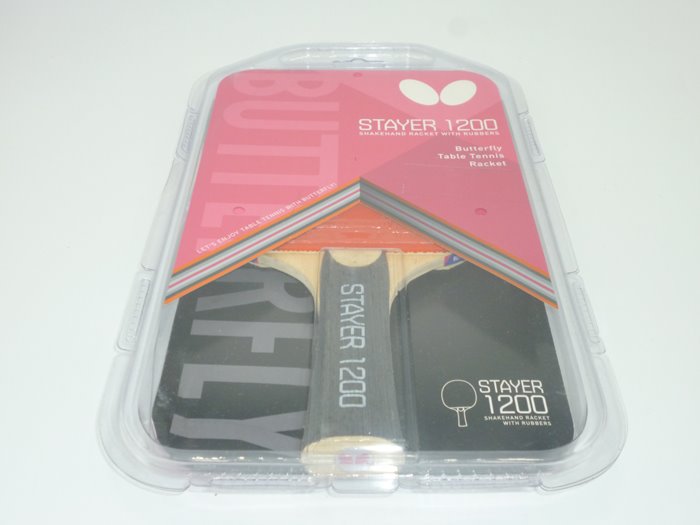 BUTTERFLY
STAYER 1200
SHAKEHAND RACKET WITH RUBBERS
Butterfly
Table Tennis
Racket
LET'S ENJOY TABLE-TENNIS WITH BUTTERFLY!
STAYER 1200
STAYER
1200
SHAKEHAND RACKET
WITH RUBBERS